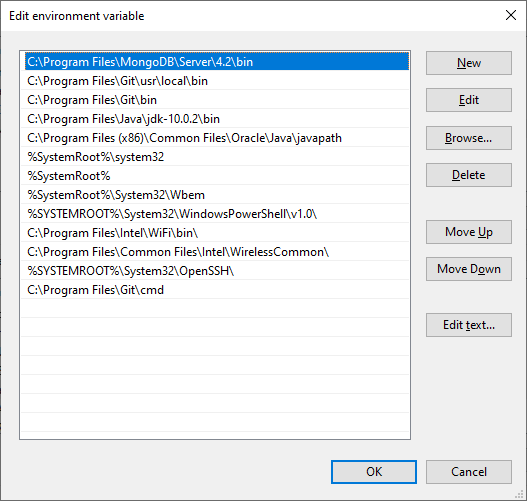 Edit environment variable
C:\Program Files\MongoDB\Server\4.2\bin
C:\Program Files\Git\usr\local\bin
C:\Program Files\Git\bin
C:\Program Files\Java\jdk-10.0.2\bin
C:\Program Files (x86)\Common Files\Oracle\Java\javapath
%SystemRoot%\system32
%SystemRoot%
%SystemRoot%\System32\Wbem
%SYSTEMROOT%\System32\WindowsPowerShell\v1.0\
C:\Program Files\Intel\WiFi\bin\
C:\Program Files\Common Files\Intel\WirelessCommon\
%SYSTEMROOT%\System32\OpenSSH\
C:\Program Files\Git\cmd
New
Edit
Browse...
Delete
Move Up
Move Down
Edit text...
OK
Cancel